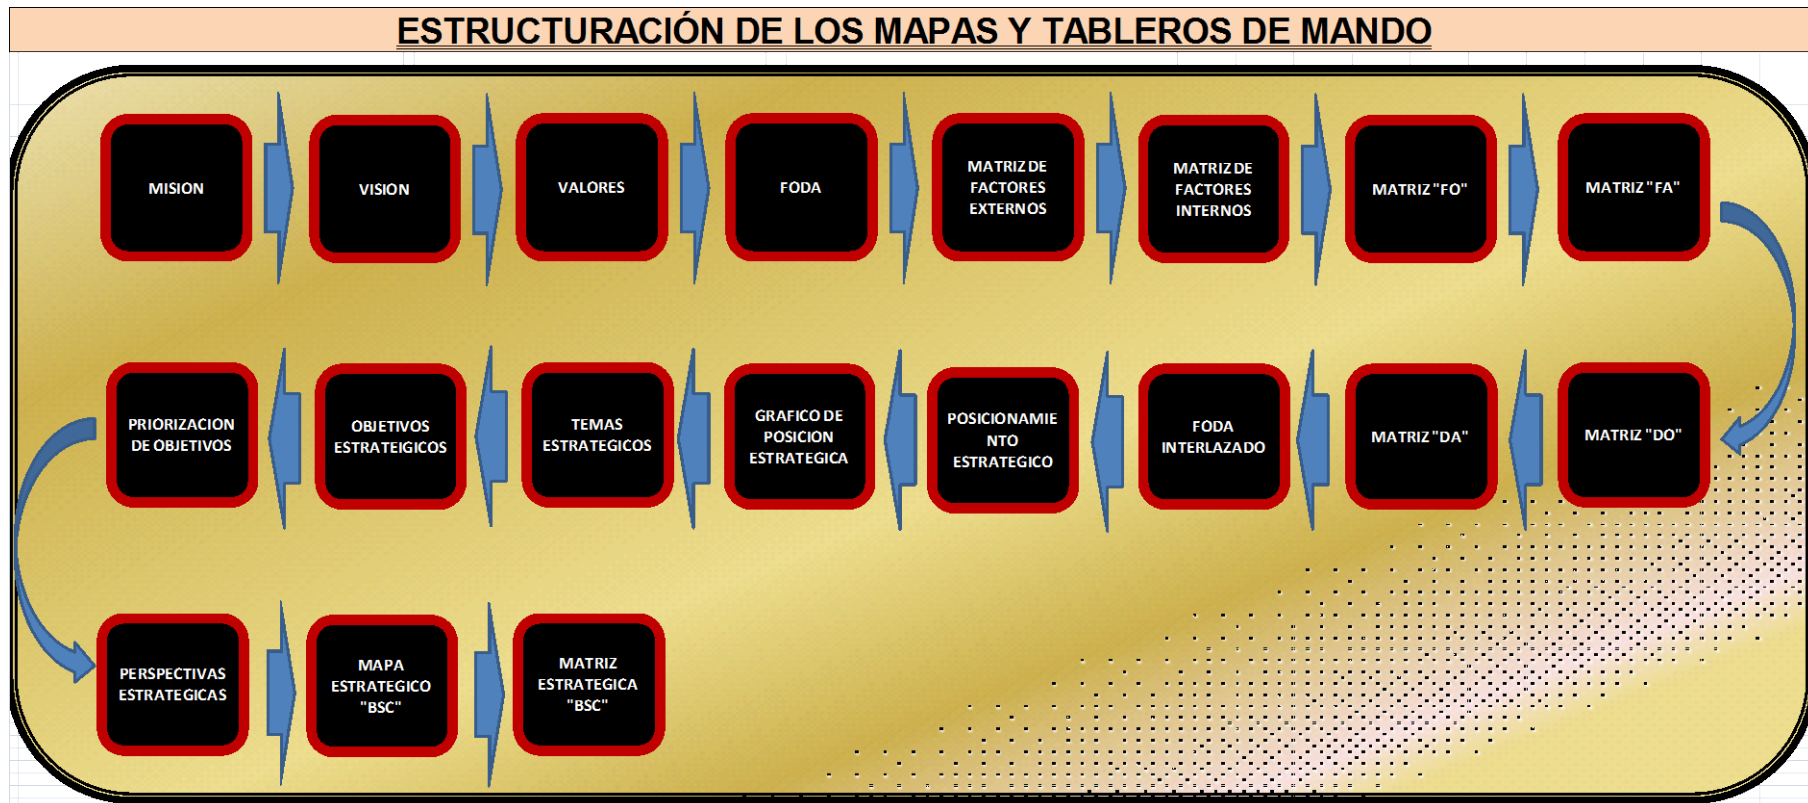 ESTRUCTURACIÓN DE LOS MAPAS Y TABLEROS DE MANDO
MISION
VISION
VALORES
FODA
MATRIZ DE
FACTORES
EXTERNOS
MATRIZ DE
FACTORES
INTERNOS
MATRIZ "FO"
MATRIZ "FA"
MATRIZ "DO"
MATRIZ "DA"
FODA
INTERLAZADO
POSICIONAMIE
NTO
ESTRATEGICO
GRAFICO DE
POSICION
ESTRATEGICA
TEMAS
ESTRATEGICOS
OBJETIVOS
ESTRATEIGICOS
PRIORIZACION
DE OBJETIVOS
PERSPECTIVAS
ESTRATEGICAS
MAPA
ESTRATEGICO
"BSC"
MATRIZ
ESTRATEGICA
"BSC"